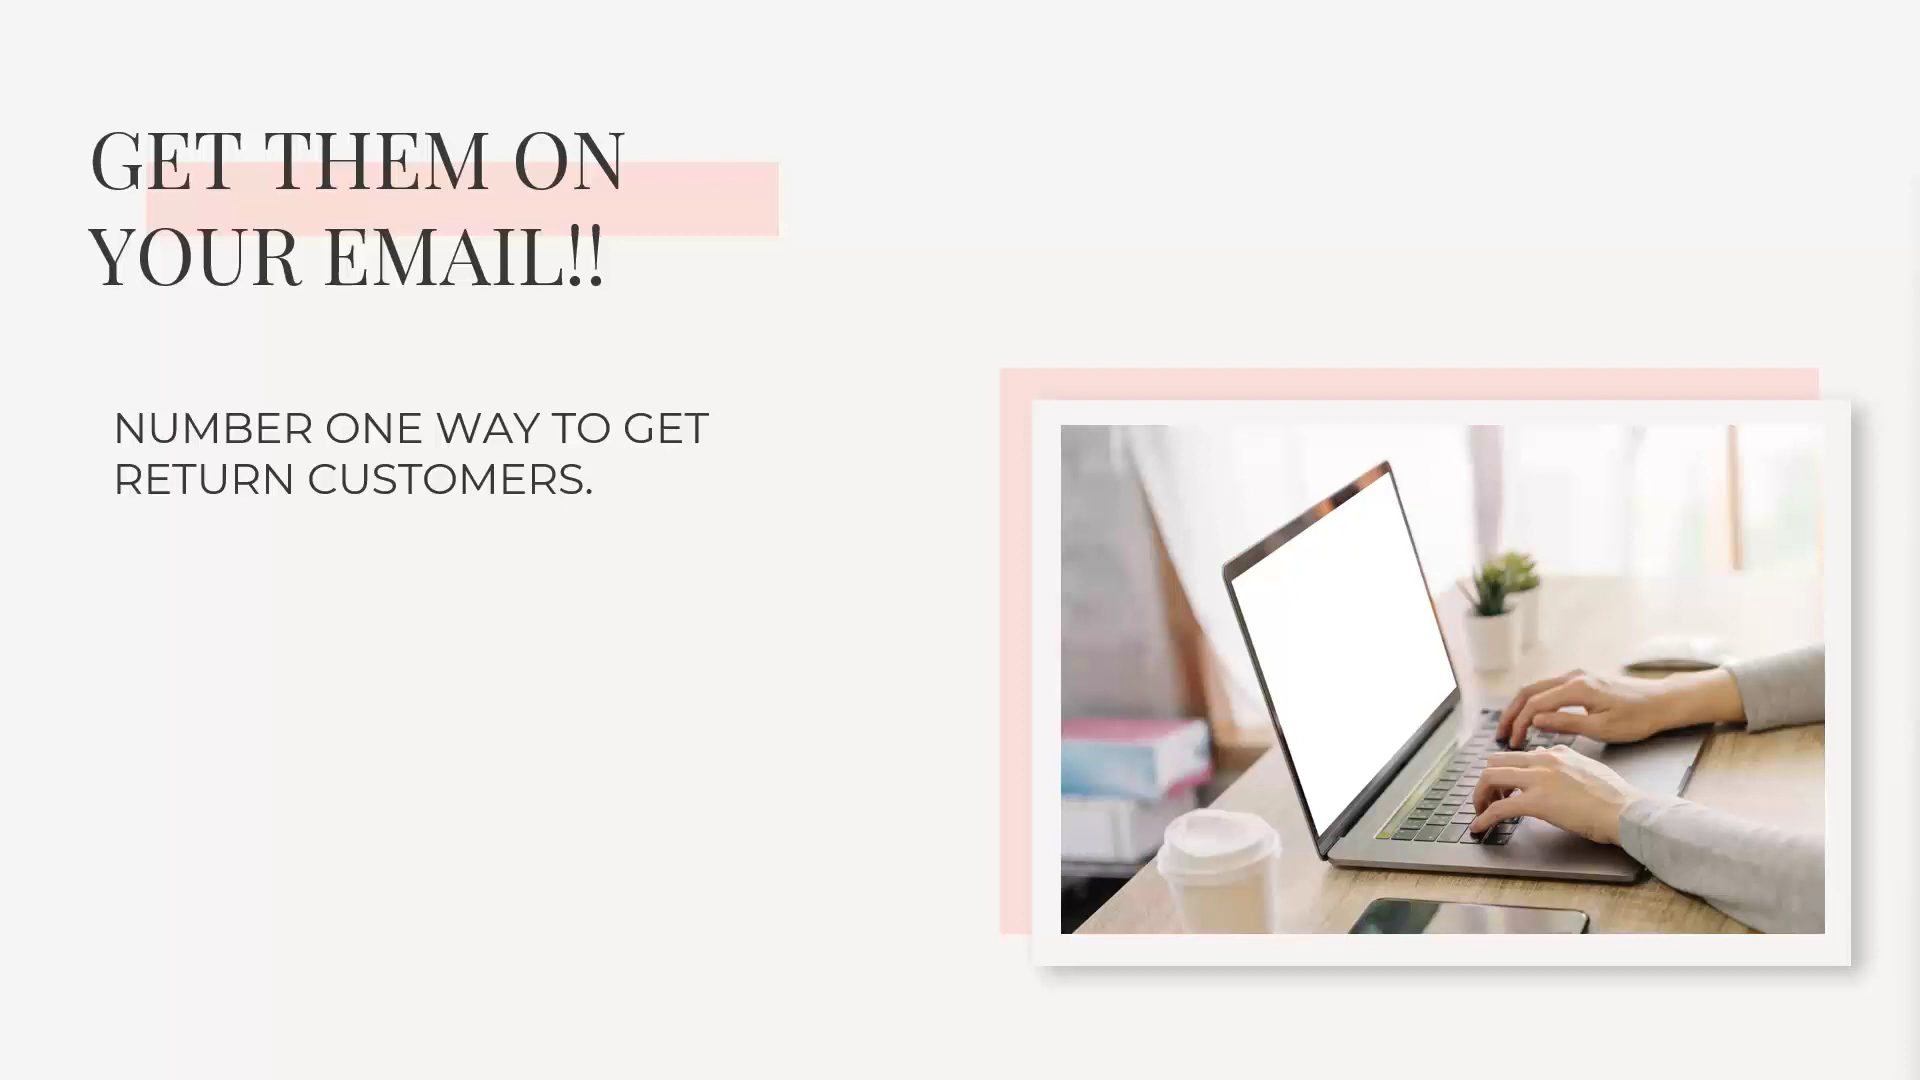 GET THEM ON
YOUR EMAIL!!
NUMBER ONE WAY TO GET
RETURN CUSTOMERS.